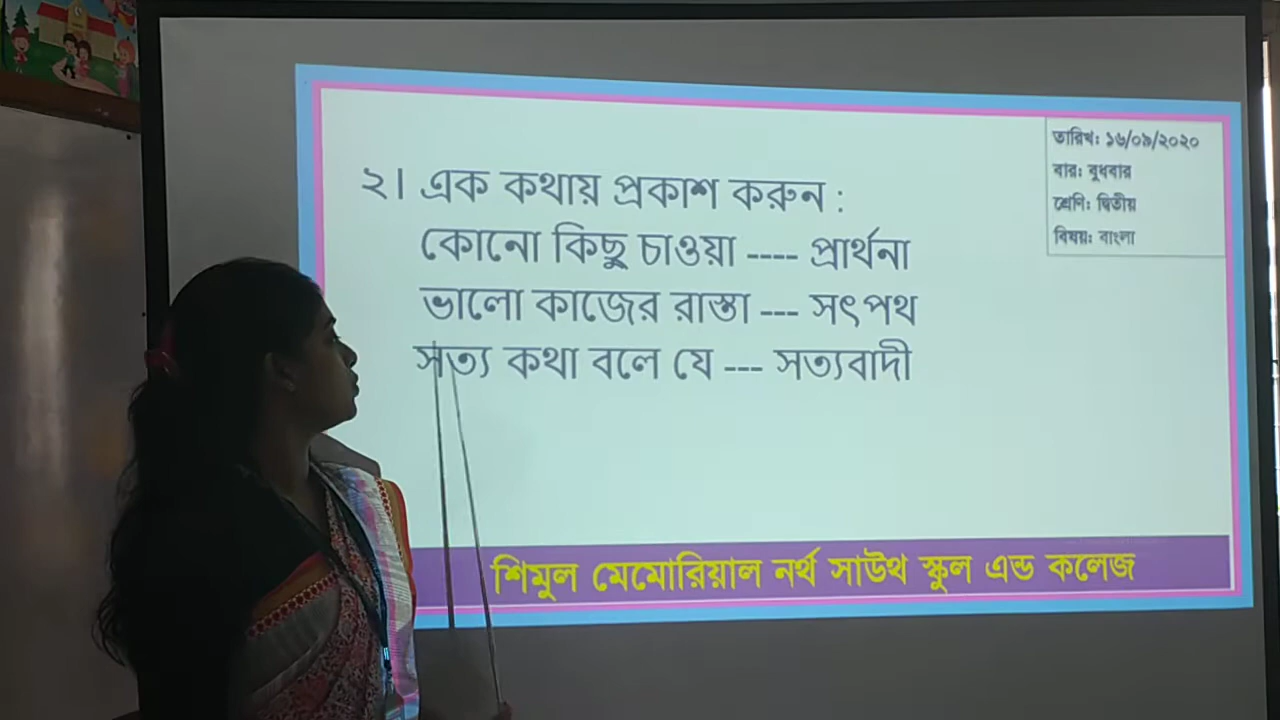 তারিখ: ১৬/০৯/২০২০
বার: বুধবার
শ্রেণি: দ্বিতীয়
বিষয়: বাংলা
২। এক কথায় প্রকাশ করুন :
কোনো কিছু চাওয়া ---- প্রার্থনা
ভালো কাজের রাস্তা --- সৎপথ
সত্য কথা বলে যে --- সত্যবাদী
শিমুল মেমোরিয়াল নর্থ সাউথ স্কুল এন্ড কলেজ